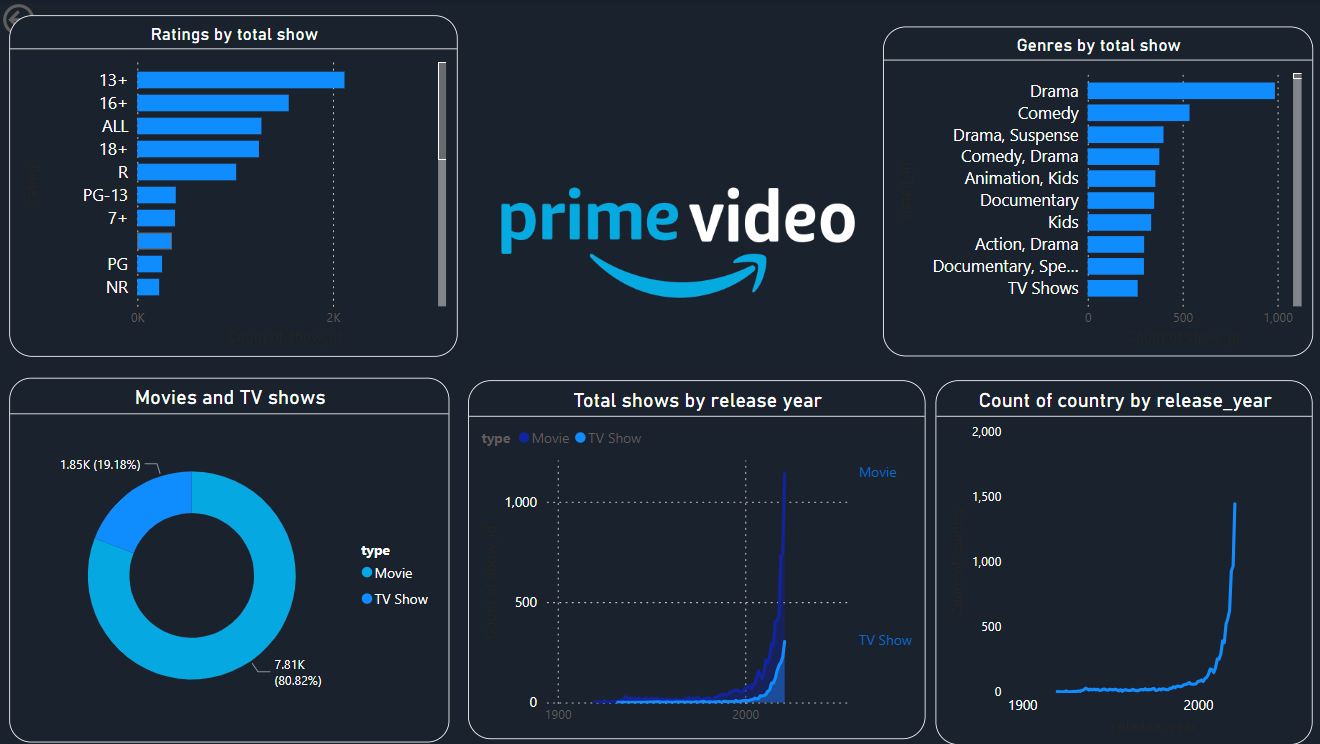 Ratings by total show
13+
16+
ALL
18+
R
PG-13
7+
PG
NR
0K
2K
prime video
Genres by total show
Drama
Comedy
Drama, Suspense
Comedy, Drama
Animation, Kids
Documentary
Kids
Action, Drama
Documentary, Spe...
TV Shows
0
500
1,000
Movies and TV shows
1.85K (19.18%)
7.81K
(80.82%)
type
Movie
TV Show
Total shows by release year
type Movie TV Show
1,000
500
0
1900
2000
Movie
TV Show
Count of country by release_year
2,000
1,500
1,000
500
0
1900
2000